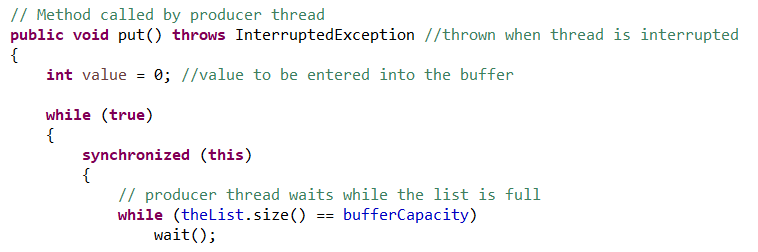 // Method called by producer thread
public void put() throws InterruptedException //thrown when thread is interrupted
{
int value = 0; //value to be entered into the buffer
while (true)
{
synchronized (this)
{
// producer thread waits while the list is full
while (theList.size() == bufferCapacity)
wait();